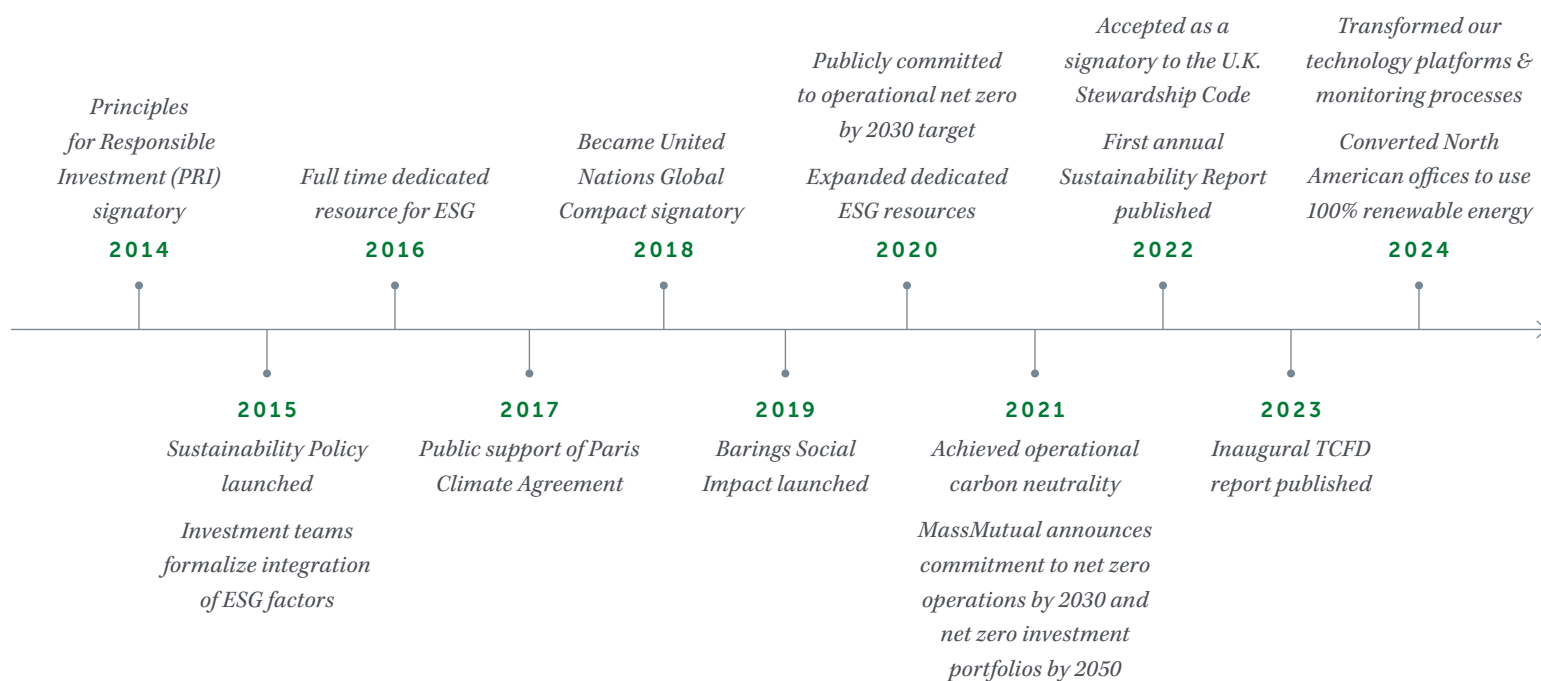 Principles
for Responsible
Investment (PRI)
signatory
2014
Full time dedicated
resource for ESG
2016
Became United
Nations Global
Compact signatory
2018
Publicly committed
to operational net zero
by 2030 target
Expanded dedicated
ESG resources
2020
Accepted as a
signatory to the U.K.
Stewardship Code
First annual
Sustainability Report
published
2022
Transformed our
technology platforms &
monitoring processes
Converted North
American offices to use
100% renewable energy
2024
2015
Sustainability Policy
launched
Investment teams
formalize integration
of ESG factors
2017
Public support of Paris
Climate Agreement
2019
Barings Social
Impact launched
2021
Achieved operational
carbon neutrality
MassMutual announces
commitment to net zero
operations by 2030 and
net zero investment
portfolios by 2050
2023
Inaugural TCFD
report published